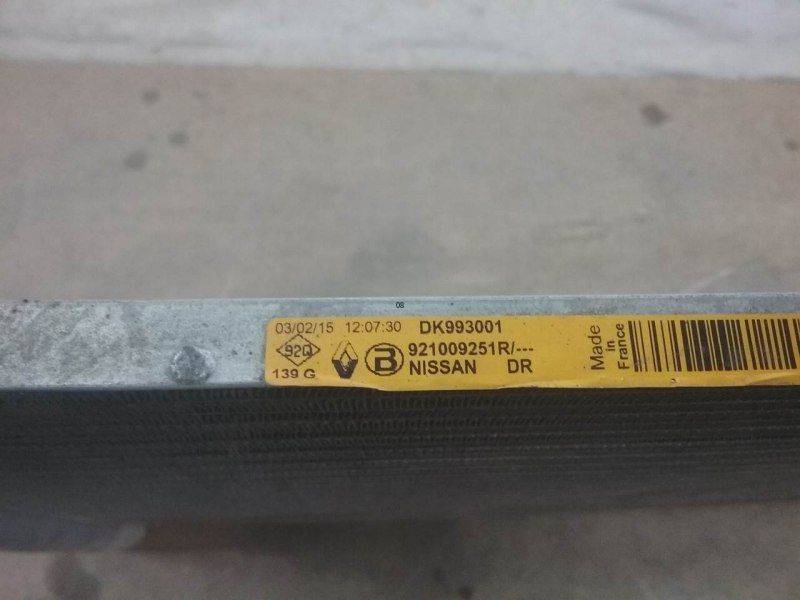 08
03/02/15 12:07:30 DK993001
92Q B 921009251R/---
139 G NISSAN DR
Made
in
France